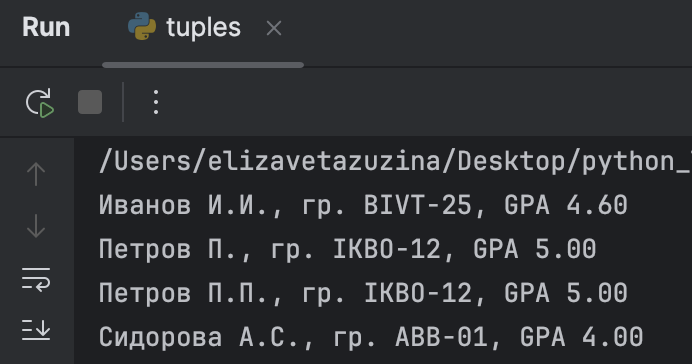 Run tuples
/Users/elizavetazuzina/Desktop/python_
Иванов И.И., гр. BIVT-25, GPA 4.60
Петров П., гр. IKBO-12, GPA 5.00
Петров П.П., гр. IKBO-12, GPA 5.00
Сидорова А.С., гр. ABB-01, GPA 4.00